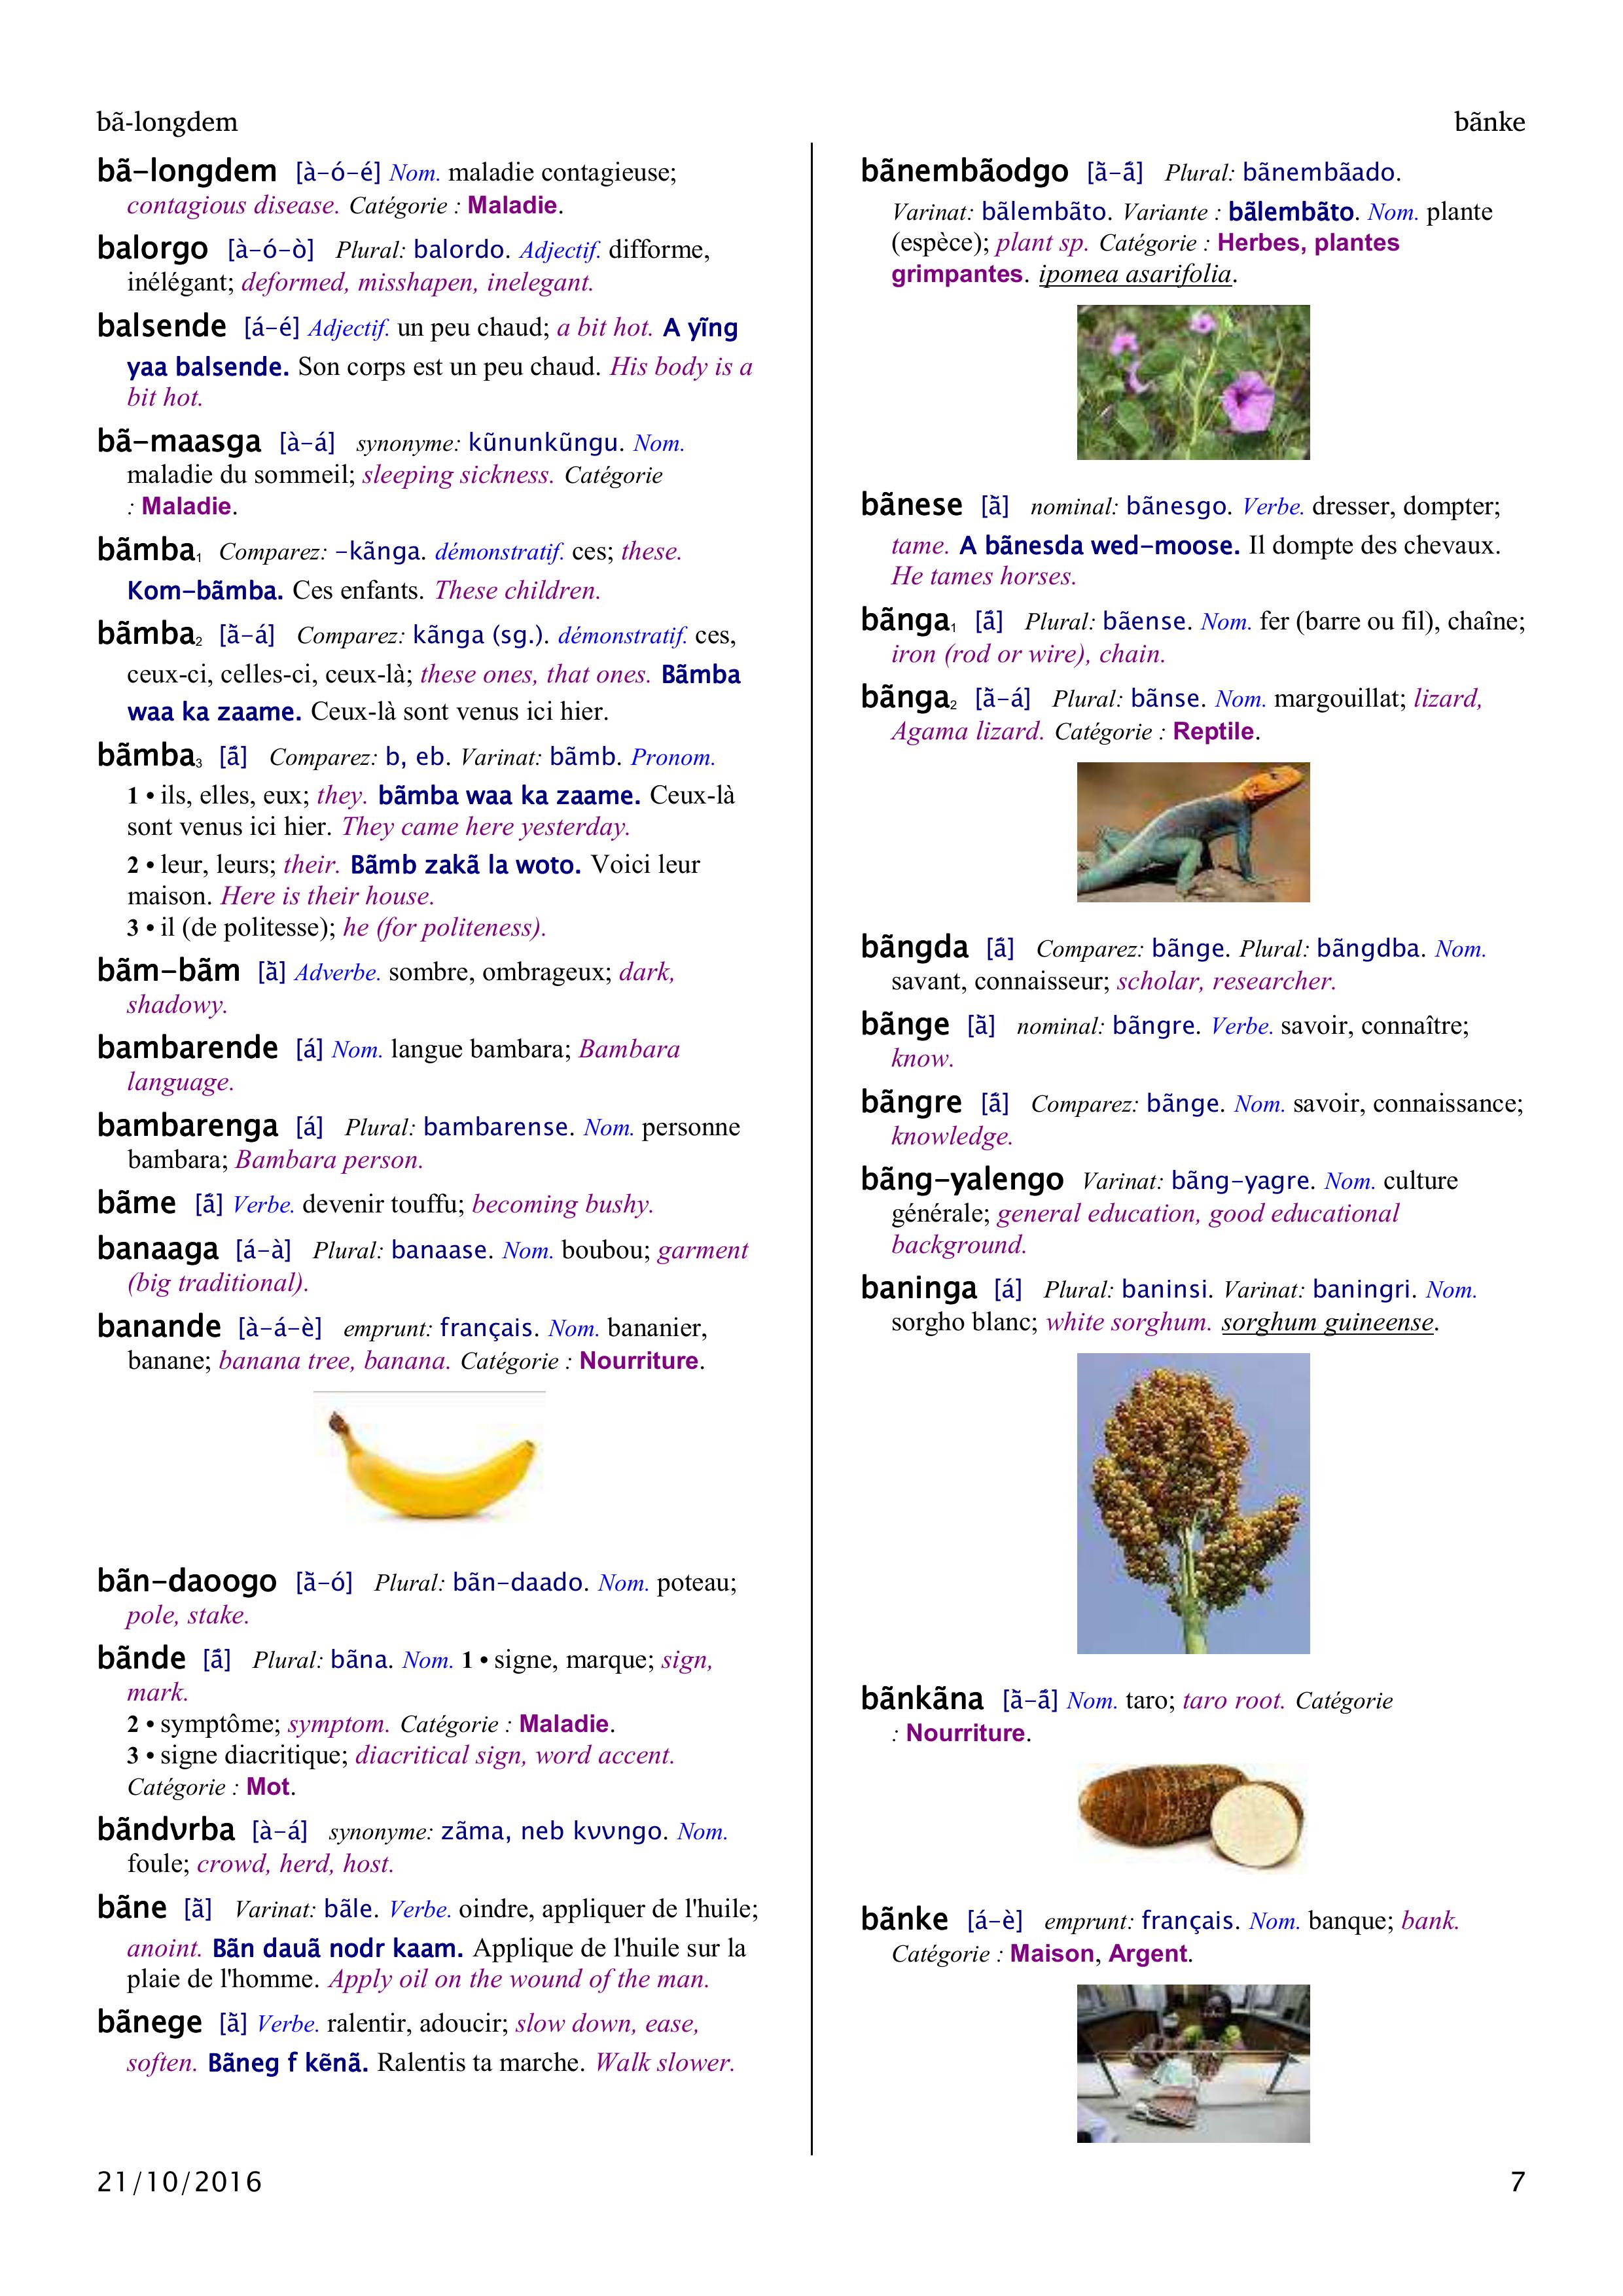 bã-longdem
bãnke
bã–longdem [à–ó–é] Nom. maladie contagieuse;
contagious disease. Catégorie : Maladie.
balorgo [à–ó–ò] Plural: balordo. Adjectif. difforme,
inélégant; deformed, misshapen, inelegant.
balsende [á–é] Adjectif. un peu chaud; a bit hot. A yĩng
yaa balsende. Son corps est un peu chaud. His body is a
bit hot.
bã–maasga [à–á] synonyme: kũnunkũngu. Nom.
maladie du sommeil; sleeping sickness. Catégorie
: Maladie.
bãmba₁ Comparez: –kãnga. démonstratif. ces; these.
Kom–bãmba. Ces enfants. These children.
bãmba₂ [ã̀–á] Comparez: kãnga (sg.). démonstratif. ces,
ceux-ci, celles-ci, ceux-là; these ones, that ones. Bãmba
waa ka zaame. Ceux-là sont venus ici hier.
bãmba₃ [ã́] Comparez: b, eb. Varinat: bãmb. Pronom.
1 • ils, elles, eux; they. bãmba waa ka zaame. Ceux-là
sont venus ici hier. They came here yesterday.
2 • leur, leurs; their. Bãmb zakã la woto. Voici leur
maison. Here is their house.
3 • il (de politesse); he (for politeness).
bãm–bãm [ã̀] Adverbe. sombre, ombrageux; dark,
shadowy.
bambarende [á] Nom. langue bambara; Bambara
language.
bambarenga [á] Plural: bambarense. Nom. personne
bambara; Bambara person.
bãme [ã́] Verbe. devenir touffu; becoming bushy.
banaaga [á–à] Plural: banaase. Nom. boubou; garment
(big traditional).
banande [à–á–è] emprunt: français. Nom. bananier,
banane; banana tree, banana. Catégorie : Nourriture.
bãn–daoogo [ã̀–ó] Plural: bãn–daado. Nom. poteau;
pole, stake.
bãnde [ã́] Plural: bãna. Nom. 1 • signe, marque; sign,
mark.
2 • symptôme; symptom. Catégorie : Maladie.
3 • signe diacritique; diacritical sign, word accent.
Catégorie : Mot.
bãndʋrba [à–á] synonyme: zãma, neb kʋʋngo. Nom.
foule; crowd, herd, host.
bãne [ã̀] Varinat: bãle. Verbe. oindre, appliquer de l'huile;
anoint. Bãn dauã nodr kaam. Applique de l'huile sur la
plaie de l'homme. Apply oil on the wound of the man.
bãnege [ã̀] Verbe. ralentir, adoucir; slow down, ease,
soften. Bãneg f kẽnã. Ralentis ta marche. Walk slower.
bãnembãodgo [ã̀–ã́] Plural: bãnembãado.
Varinat: bãlembãto. Variante : bãlembãto. Nom. plante
(espèce); plant sp. Catégorie : Herbes, plantes
grimpantes. ipomea asarifolia.
bãnese [ã̀] nominal: bãnesgo. Verbe. dresser, dompter;
tame. A bãnesda wed–moose. Il dompte des chevaux.
He tames horses.
bãnga₁ [ã́] Plural: bãense. Nom. fer (barre ou fil), chaîne;
iron (rod or wire), chain.
bãnga₂ [ã̀–á] Plural: bãnse. Nom. margouillat; lizard,
Agama lizard. Catégorie : Reptile.
bãngda [ã́] Comparez: bãnge. Plural: bãngdba. Nom.
savant, connaisseur; scholar, researcher.
bãnge [ã̀] nominal: bãngre. Verbe. savoir, connaître;
know.
bãngre [ã́] Comparez: bãnge. Nom. savoir, connaissance;
knowledge.
bãng–yalengo Varinat: bãng–yagre. Nom. culture
générale; general education, good educational
background.
baninga [á] Plural: baninsi. Varinat: baningri. Nom.
sorgho blanc; white sorghum. sorghum guineense.
bãnkãna [ã̀–ã́] Nom. taro; taro root. Catégorie
: Nourriture.
bãnke [á–è] emprunt: français. Nom. banque; bank.
Catégorie : Maison, Argent.
21/10/2016
7